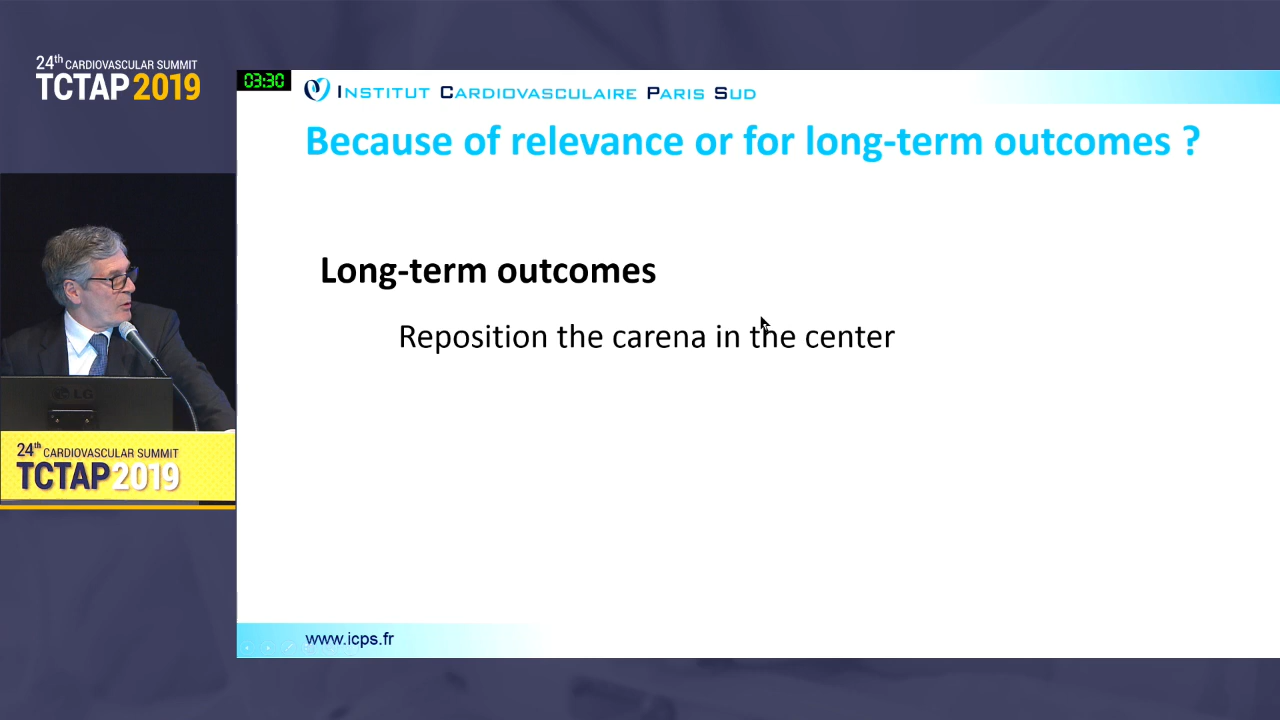 24th CARDIOVASCULAR SUMMIT
TCTAP 2019
03:30
INSTITUT CARDIOVASCULAIRE PARIS SUD
Because of relevance or for long-term outcomes ?
Long-term outcomes
Reposition the carena in the center
LG
24th CARDIOVASCULAR SUMMIT
TCTAP 2019
www.icps.fr